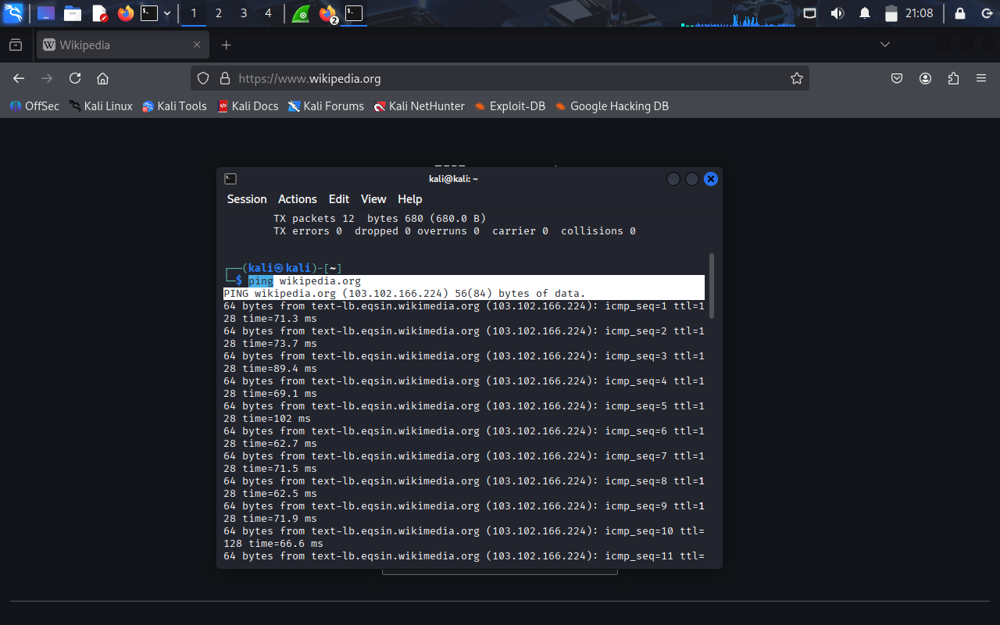 1 2 3 4 2 21:08
Wikipedia
https://www.wikipedia.org
OffSec Kali Linux Kali Tools Kali Docs Kali Forums Kali NetHunter Exploit-DB Google Hacking DB
kali@kali: ~
Session Actions Edit View Help
TX packets 12  bytes 680 (680.0 B)
TX errors 0  dropped 0 overruns 0  carrier 0  collisions 0
┌──(kali㉿kali)-[~]
└─$ ping wikipedia.org
PING wikipedia.org (103.102.166.224) 56(84) bytes of data.
64 bytes from text-lb.eqsin.wikimedia.org (103.102.166.224): icmp_seq=1 ttl=1
28 time=71.3 ms
64 bytes from text-lb.eqsin.wikimedia.org (103.102.166.224): icmp_seq=2 ttl=1
28 time=73.7 ms
64 bytes from text-lb.eqsin.wikimedia.org (103.102.166.224): icmp_seq=3 ttl=1
28 time=89.4 ms
64 bytes from text-lb.eqsin.wikimedia.org (103.102.166.224): icmp_seq=4 ttl=1
28 time=69.1 ms
64 bytes from text-lb.eqsin.wikimedia.org (103.102.166.224): icmp_seq=5 ttl=1
28 time=102 ms
64 bytes from text-lb.eqsin.wikimedia.org (103.102.166.224): icmp_seq=6 ttl=1
28 time=62.7 ms
64 bytes from text-lb.eqsin.wikimedia.org (103.102.166.224): icmp_seq=7 ttl=1
28 time=71.5 ms
64 bytes from text-lb.eqsin.wikimedia.org (103.102.166.224): icmp_seq=8 ttl=1
28 time=62.5 ms
64 bytes from text-lb.eqsin.wikimedia.org (103.102.166.224): icmp_seq=9 ttl=1
28 time=71.9 ms
64 bytes from text-lb.eqsin.wikimedia.org (103.102.166.224): icmp_seq=10 ttl=
128 time=66.6 ms
64 bytes from text-lb.eqsin.wikimedia.org (103.102.166.224): icmp_seq=11 ttl=